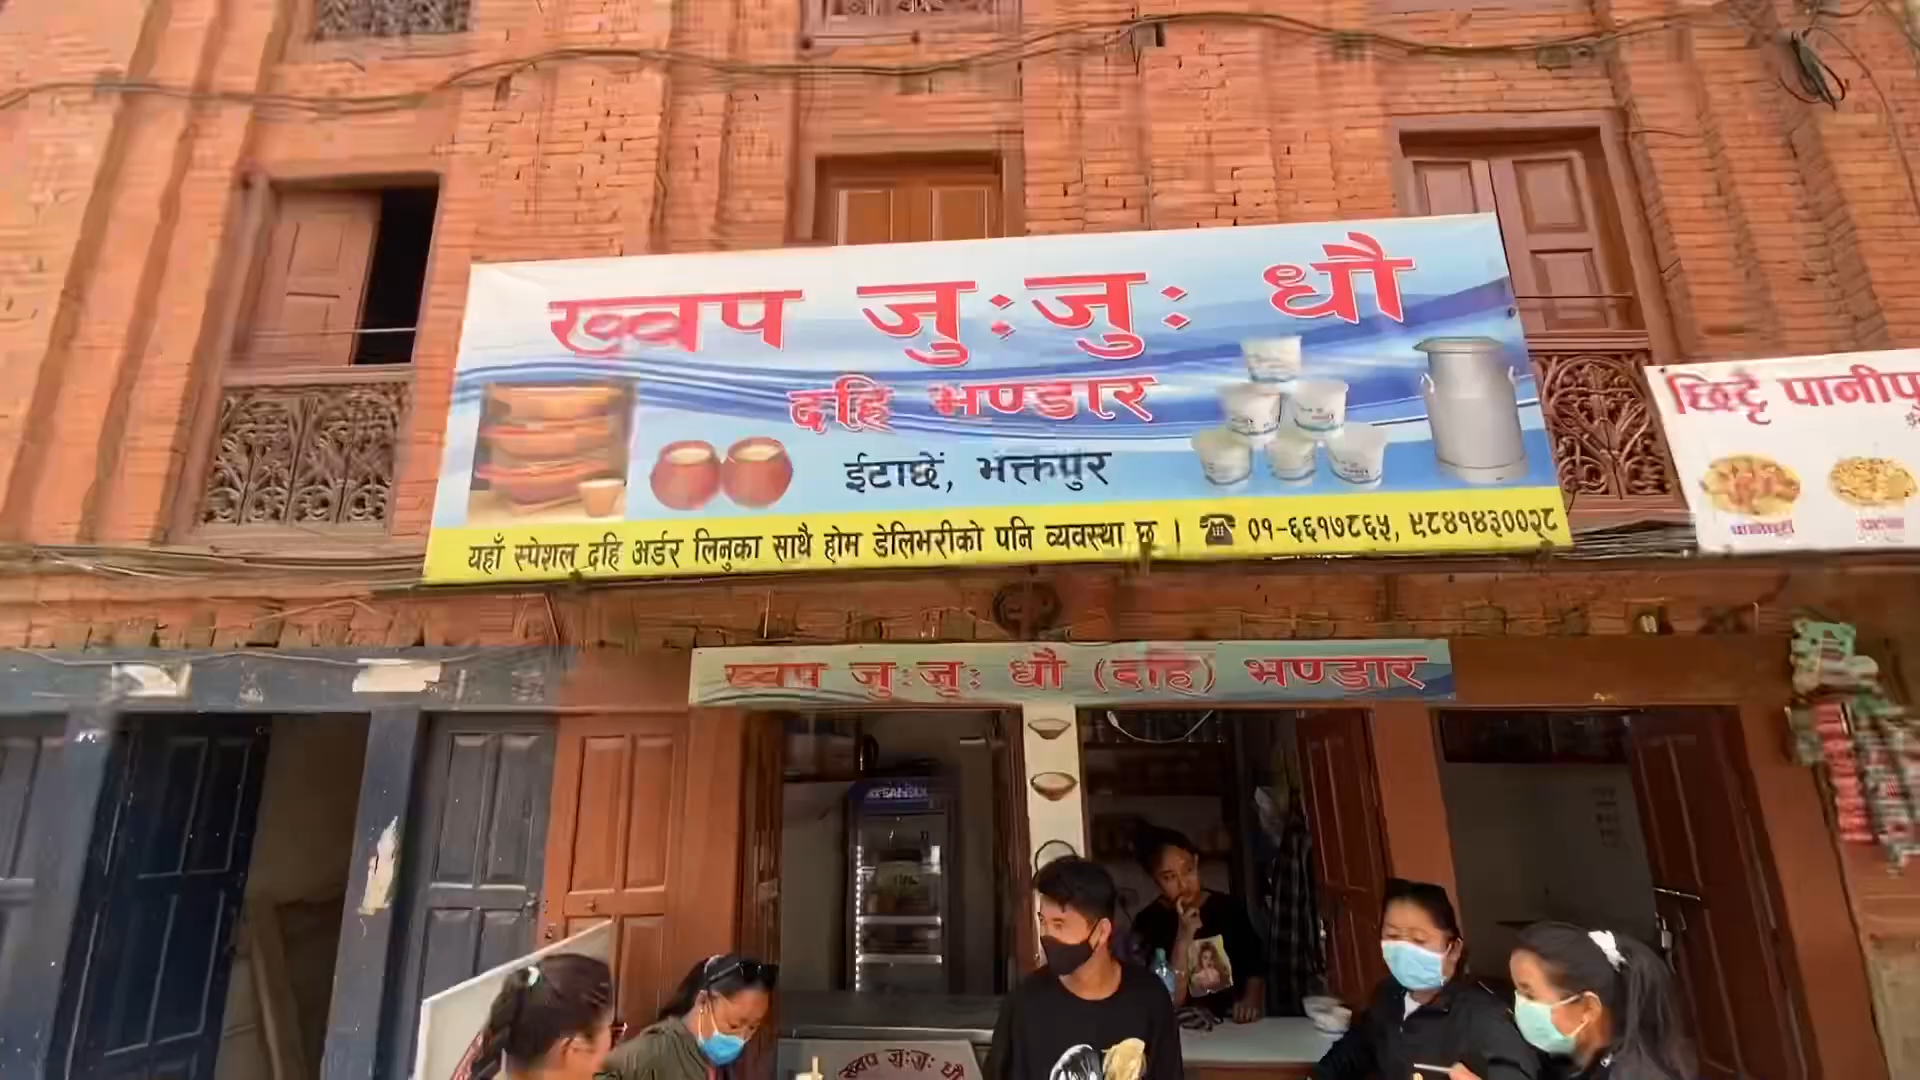 ख्वप जुःजुः धौ
दहि भण्डार
ईटाछेँ, भक्तपुर
यहाँ स्पेशल दहि अर्डर लिनुका साथै होम डेलिभरीको पनि व्यवस्था छ । ☎ ०१-६६१७८६५, ९८४१४३००२८
छिट्टै पानीपु
ख्वप जुःजुः धौ (दहि) भण्डार
ख्वप जुःजुः धौ